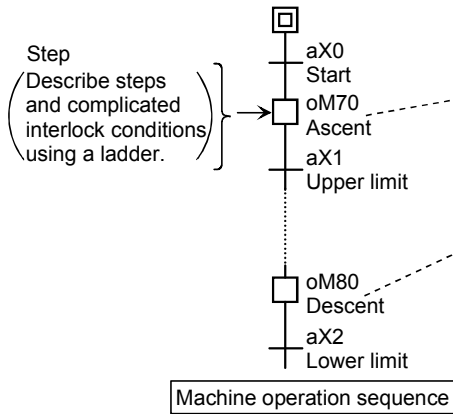 Step
Describe steps
and complicated
interlock conditions
using a ladder.
aX0
Start
oM70
Ascent
aX1
Upper limit
oM80
Descent
aX2
Lower limit
Machine operation sequence